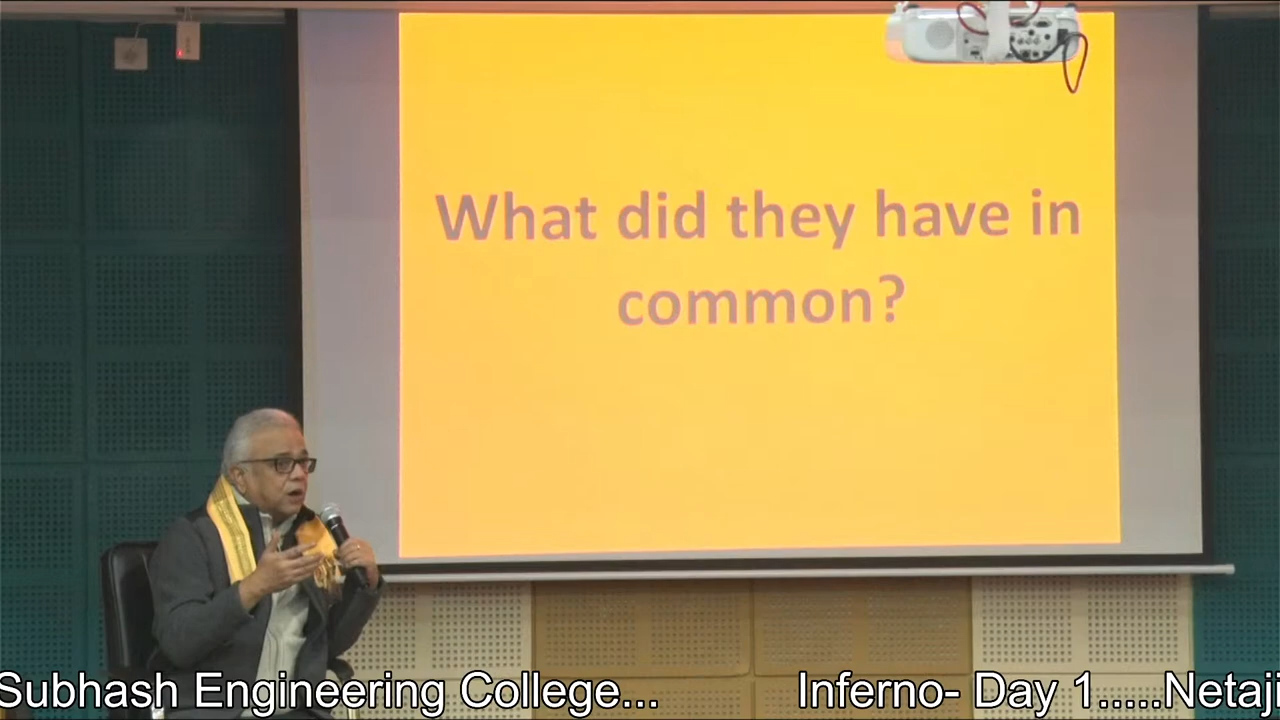 What did they have in
common?
Subhash Engineering College... Inferno- Day 1.....Netaji